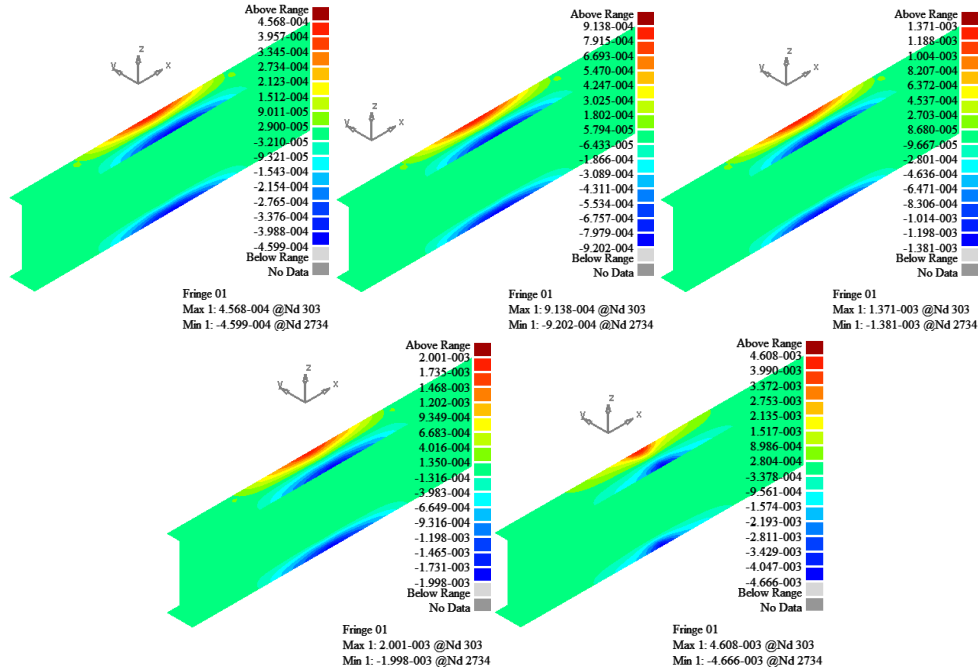 Above Range
4.568-004
3.957-004
3.345-004
2.734-004
2.123-004
1.512-004
9.011-005
2.900-005
-3.210-005
-9.321-005
-1.543-004
-2.154-004
-2.765-004
-3.376-004
-3.988-004
-4.599-004
Below Range
No Data
z
y
x
Fringe 01
Max 1: 4.568-004 @Nd 303
Min 1: -4.599-004 @Nd 2734
Above Range
9.138-004
7.915-004
6.693-004
5.470-004
4.247-004
3.025-004
1.802-004
5.794-005
-6.433-005
-1.866-004
-3.089-004
-4.311-004
-5.534-004
-6.757-004
-7.979-004
-9.202-004
Below Range
No Data
z
y
x
Fringe 01
Max 1: 9.138-004 @Nd 303
Min 1: -9.202-004 @Nd 2734
Above Range
1.371-003
1.188-003
1.004-003
8.207-004
6.372-004
4.537-004
2.703-004
8.680-005
-9.667-005
-2.801-004
-4.636-004
-6.471-004
-8.306-004
-1.014-003
-1.198-003
-1.381-003
Below Range
No Data
z
y
x
Fringe 01
Max 1: 1.371-003 @Nd 303
Min 1: -1.381-003 @Nd 2734
Above Range
2.001-003
1.735-003
1.468-003
1.202-003
9.349-004
6.683-004
4.016-004
1.350-004
-1.316-004
-3.983-004
-6.649-004
-9.316-004
-1.198-003
-1.465-003
-1.731-003
-1.998-003
Below Range
No Data
z
y
x
Fringe 01
Max 1: 2.001-003 @Nd 303
Min 1: -1.998-003 @Nd 2734
Above Range
4.608-003
3.990-003
3.372-003
2.753-003
2.135-003
1.517-003
8.986-004
2.804-004
-3.378-004
-9.561-004
-1.574-003
-2.193-003
-2.811-003
-3.429-003
-4.047-003
-4.666-003
Below Range
No Data
z
y
x
Fringe 01
Max 1: 4.608-003 @Nd 303
Min 1: -4.666-003 @Nd 2734